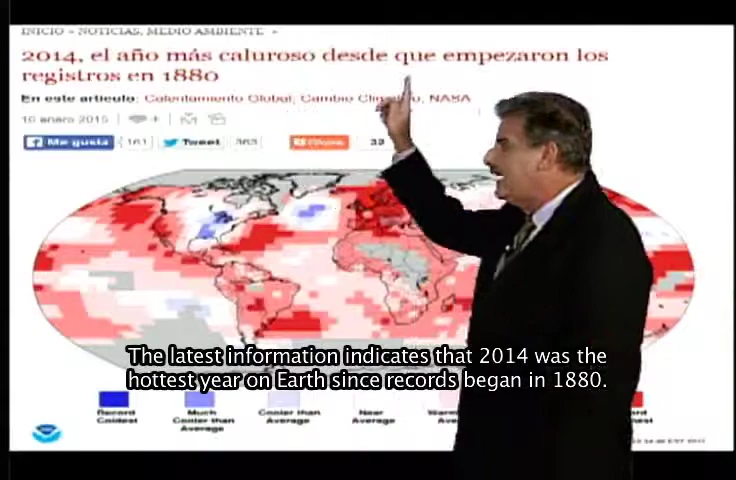 INICIO » NOTICIAS, MEDIO AMBIENTE »
2014, el año más caluroso desde que empezaron los
registros en 1880
En este artículo: Calentamiento Global, Cambio NASA
16 enero 2015 +
Me gusta 161 Tweet 363 Share 32
The latest information indicates that 2014 was the
hottest year on Earth since records began in 1880.
Record Much Cooler than Near
Coldest Cooler than Average Average
Average